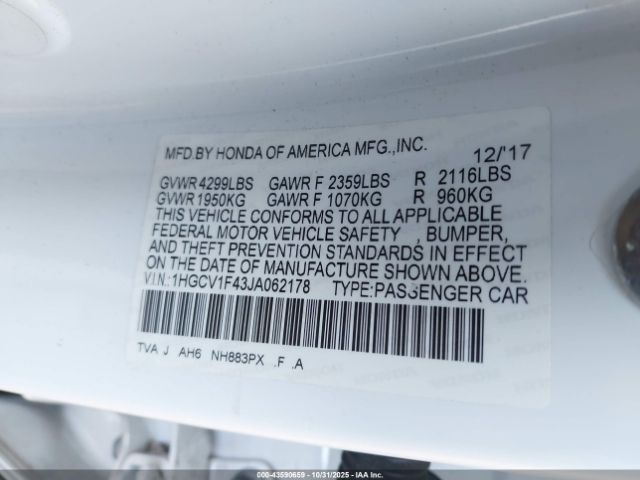 MFD.BY HONDA OF AMERICA MFG.,INC. 12/'17
GVWR 4299LBS GAWR F 2359LBS R 2116LBS
GVWR 1950KG GAWR F 1070KG R 960KG
THIS VEHICLE CONFORMS TO ALL APPLICABLE
FEDERAL MOTOR VEHICLE SAFETY , BUMPER,
AND THEFT PREVENTION STANDARDS IN EFFECT
ON THE DATE OF MANUFACTURE SHOWN ABOVE.
V.I.N.:1HGCV1F43JA062178 TYPE:PASSENGER CAR
TVA J AH6 NH883PX .F .A
000-43590659 - 10/31/2025 - IAA Inc.